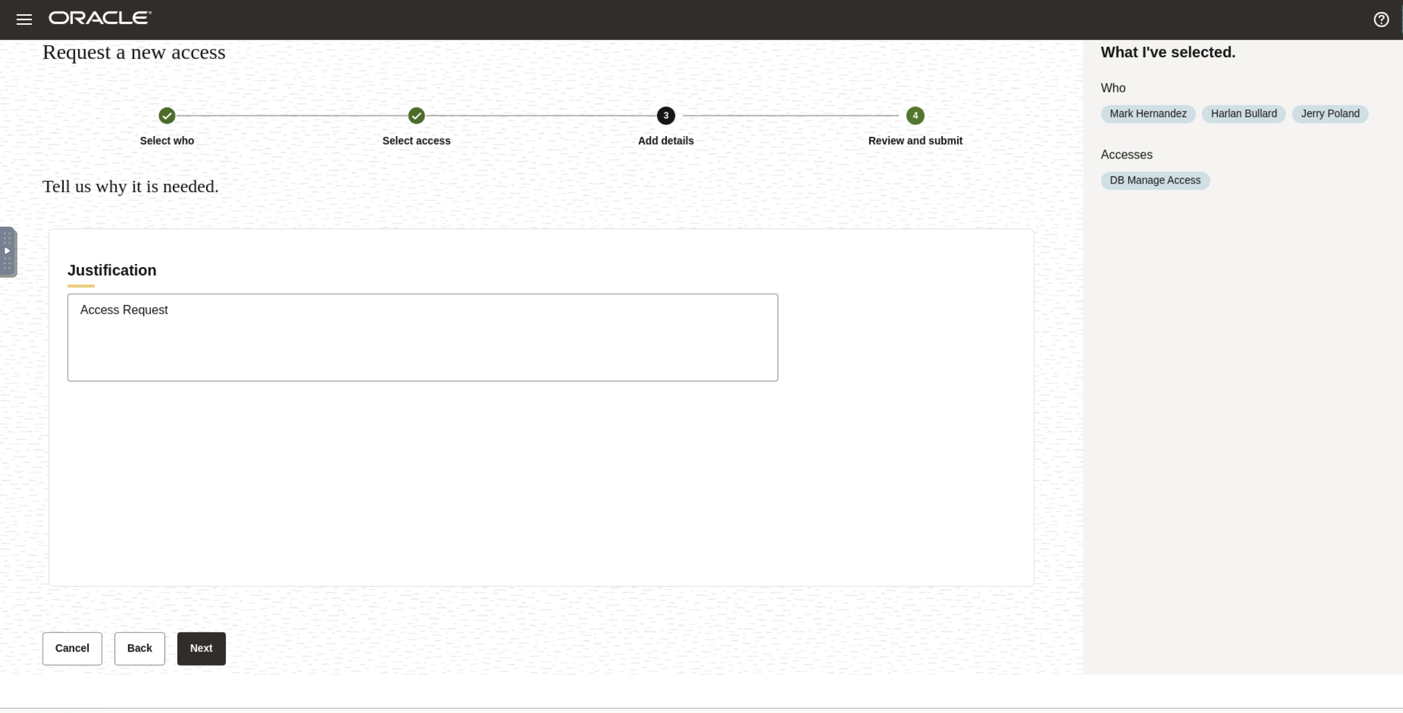 ORACLE
Request a new access
3
4
Select who
Select access
Add details
Review and submit
Tell us why it is needed.
Justification
Access Request
Cancel
Back
Next
What I've selected.
Who
Mark Hernandez
Harlan Bullard
Jerry Poland
Accesses
DB Manage Access